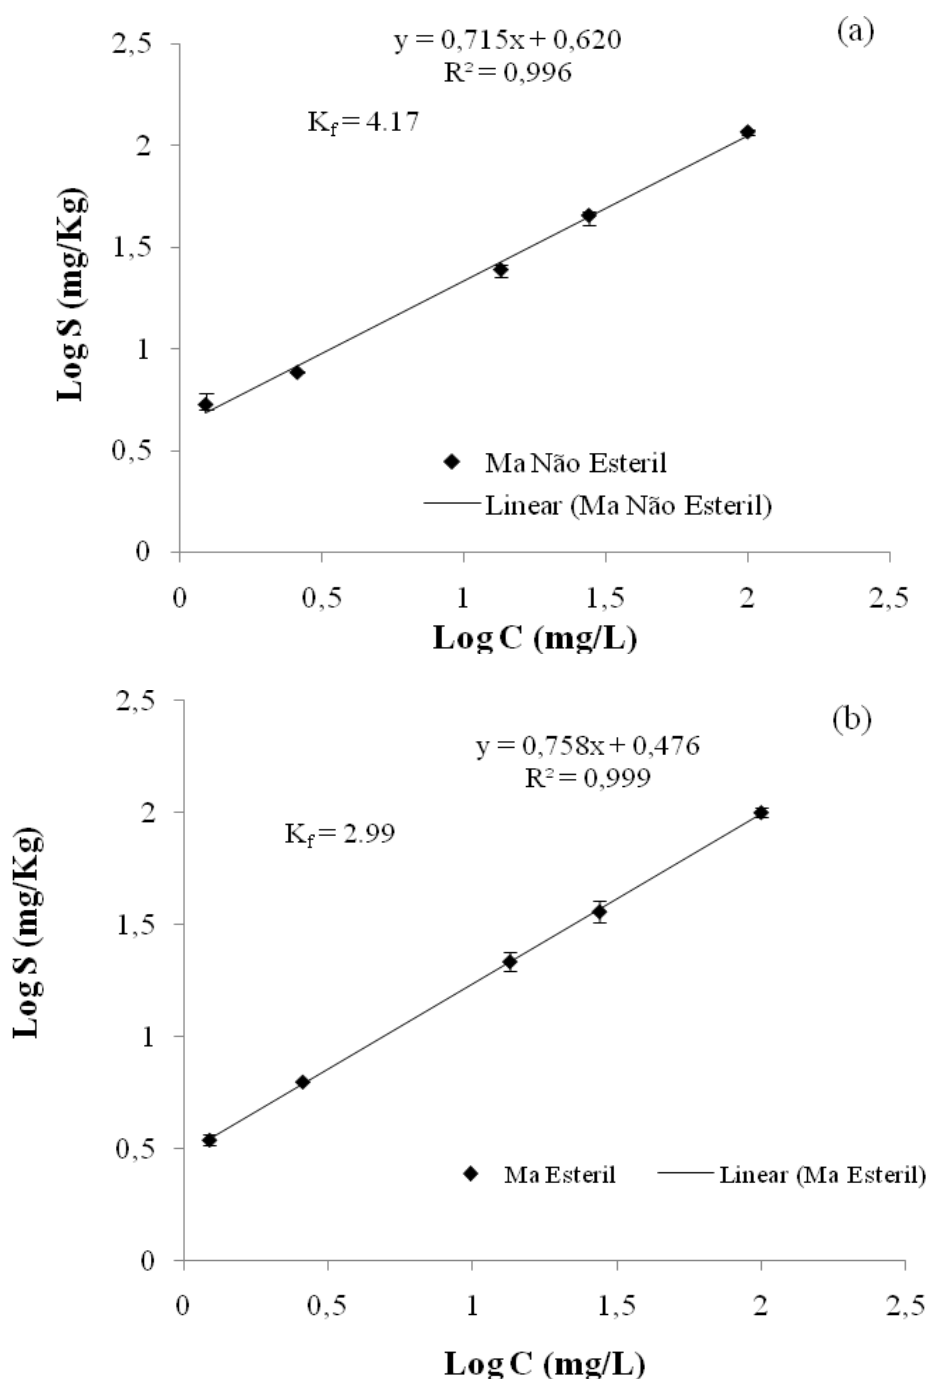 (a)
y = 0,715x + 0,620
R² = 0,996
K_f = 4.17
2,5
2
1,5
1
0,5
0
Log S (mg/Kg)
Ma Não Esteril
Linear (Ma Não Esteril)
0 0,5 1 1,5 2 2,5
Log C (mg/L)
(b)
y = 0,758x + 0,476
R² = 0,999
K_f = 2.99
2,5
2
1,5
1
0,5
0
Log S (mg/Kg)
Ma Esteril Linear (Ma Esteril)
0 0,5 1 1,5 2 2,5
Log C (mg/L)